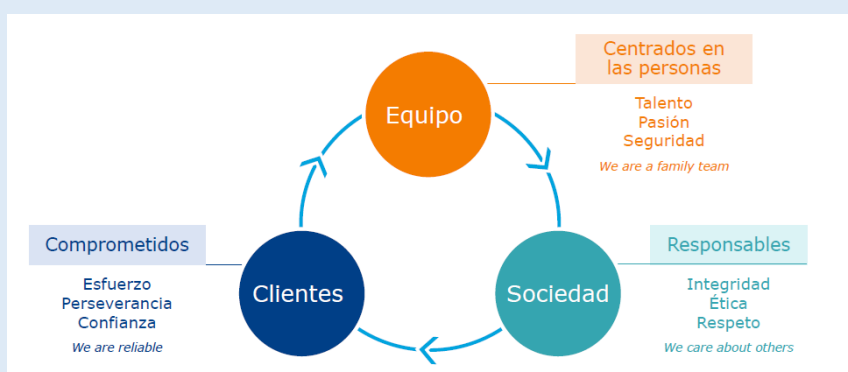 Centrados en
las personas
Equipo
Talento
Pasión
Seguridad
We are a family team
Comprometidos
Clientes
Esfuerzo
Perseverancia
Confianza
We are reliable
Responsables
Sociedad
Integridad
Ética
Respeto
We care about others